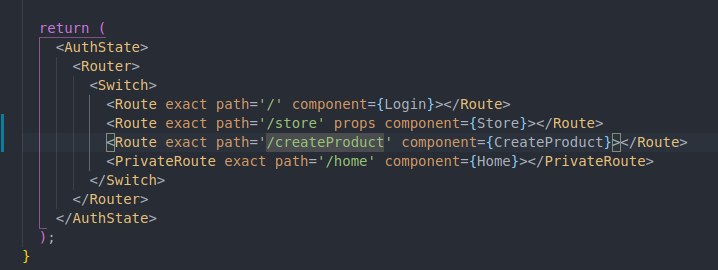 return (
<AuthState>
<Router>
<Switch>
<Route exact path='/' component={Login}></Route>
<Route exact path='/store' props component={Store}></Route>
<Route exact path='/createProduct' component={CreateProduct}></Route>
<PrivateRoute exact path='/home' component={Home}></PrivateRoute>
</Switch>
</Router>
</AuthState>
);
}